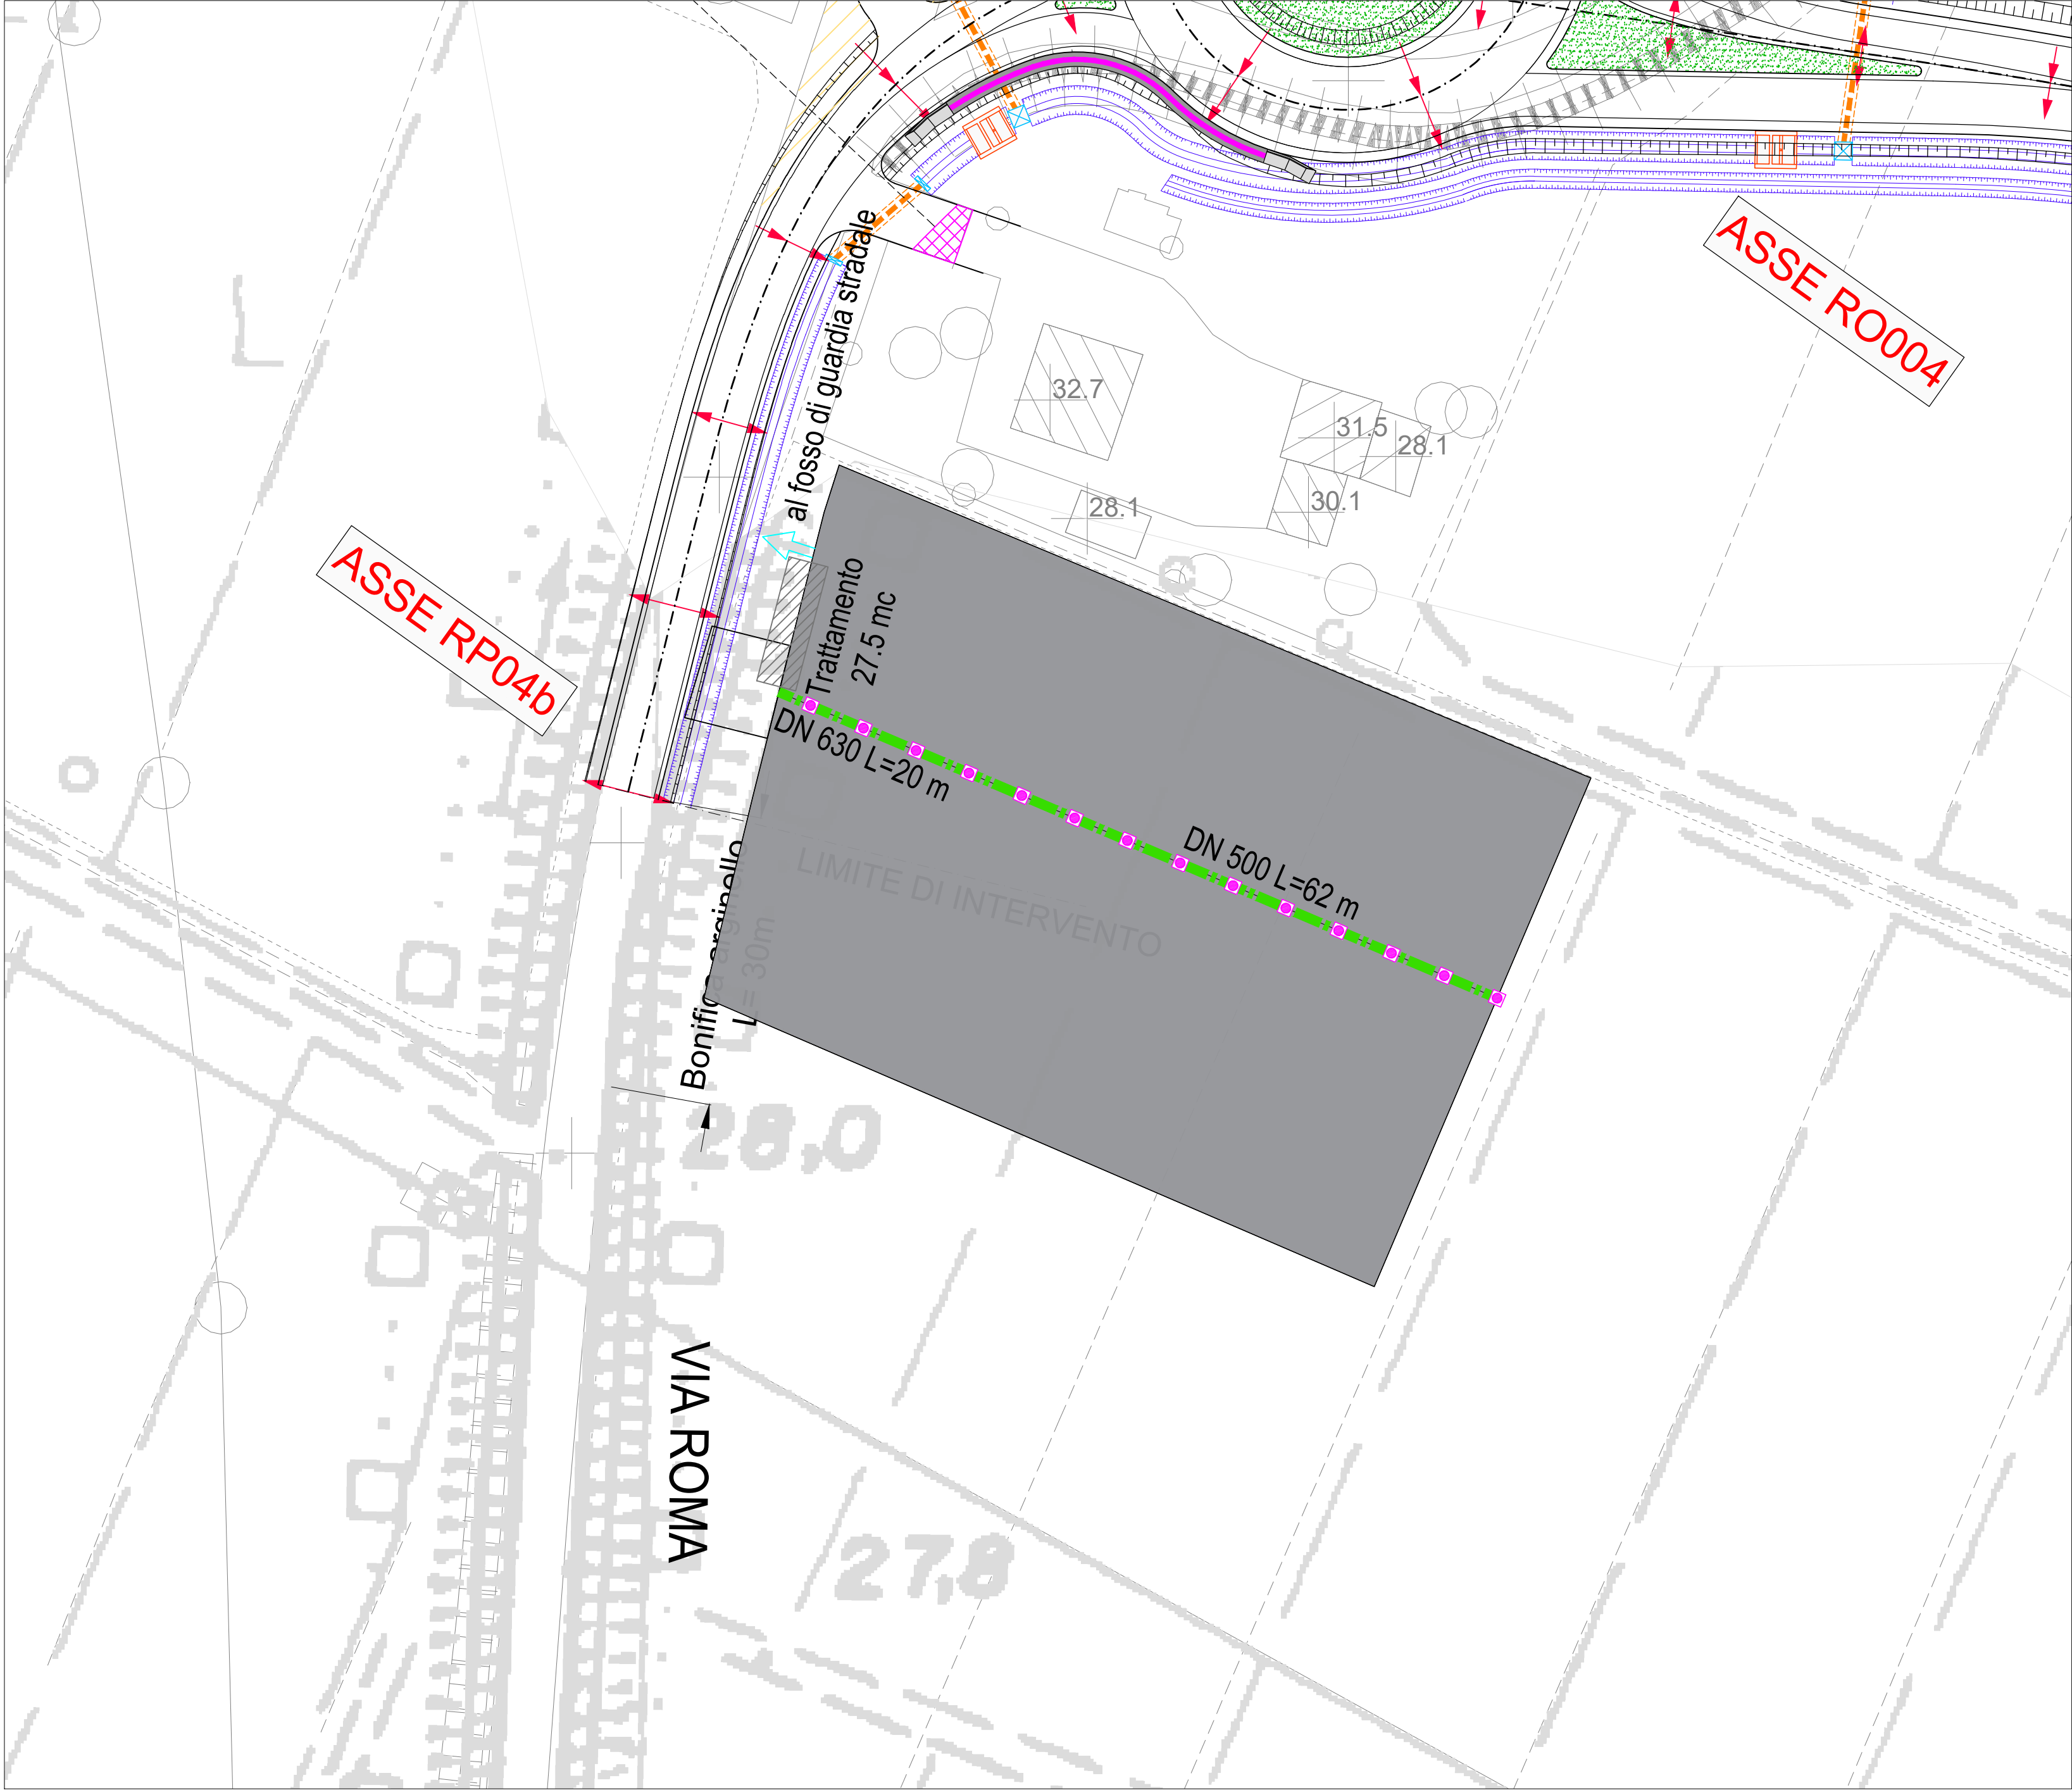 ASSE RO004
al fosso di guardia stradale
32.7
31.5
28.1
28.1
30.1
ASSE RP04b
Trattamento
27.5 mc
DN 630 L=20 m
DN 500 L=62 m
LIMITE DI INTERVENTO
Bonifica arginello
L= 30m
28,0
VIA ROMA
27,8